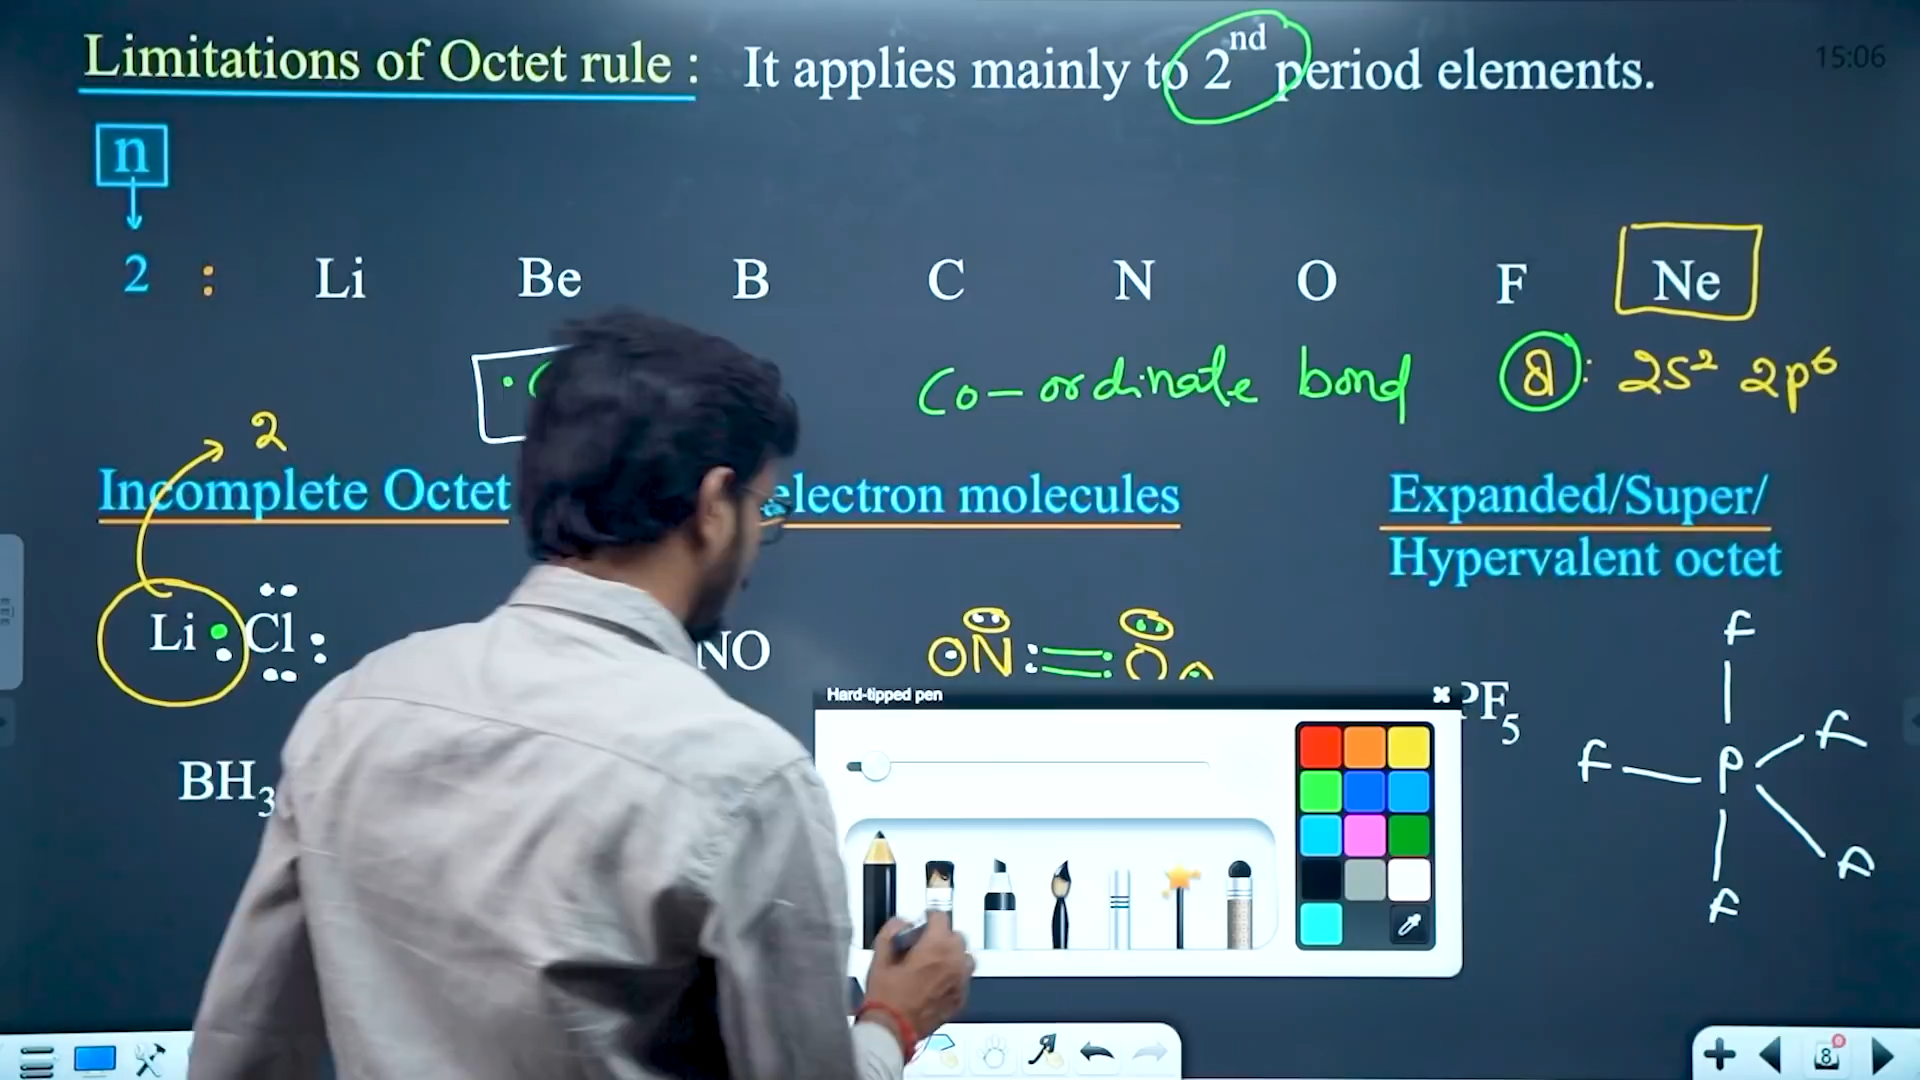 Limitations of Octet rule : It applies mainly to 2nd period elements.
15:06
n
2 : Li Be B C N O F Ne
Co-ordinate bond 8 : 2s² 2p⁶
2
Incomplete Octet electron molecules Expanded/Super/
Hypervalent octet
Li Cl
NO
N O
BH₃
PF₅
F
F P F
F
F
Hard-tipped pen
8